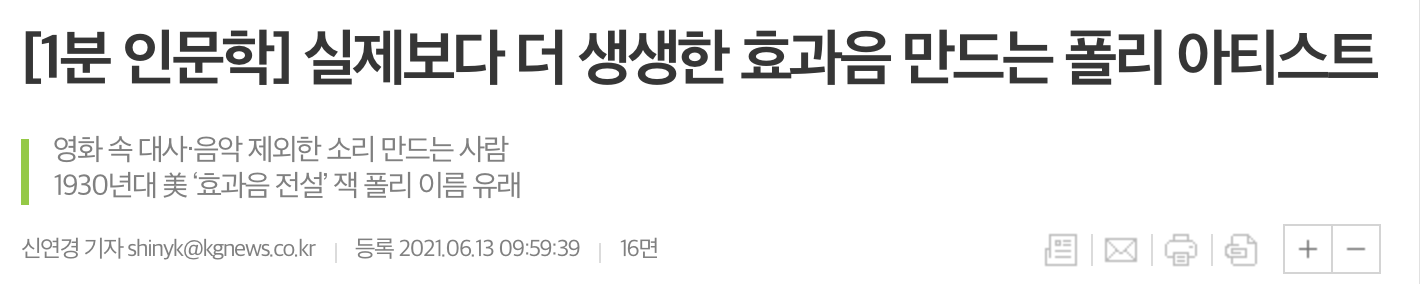 [1분 인문학] 실제보다 더 생생한 효과음 만드는 폴리 아티스트
영화 속 대사·음악 제외한 소리 만드는 사람
1930년대 美 ‘효과음 전설’ 잭 폴리 이름 유래
신연경 기자 shinyk@kgnews.co.kr | 등록 2021.06.13 09:59:39 | 16면